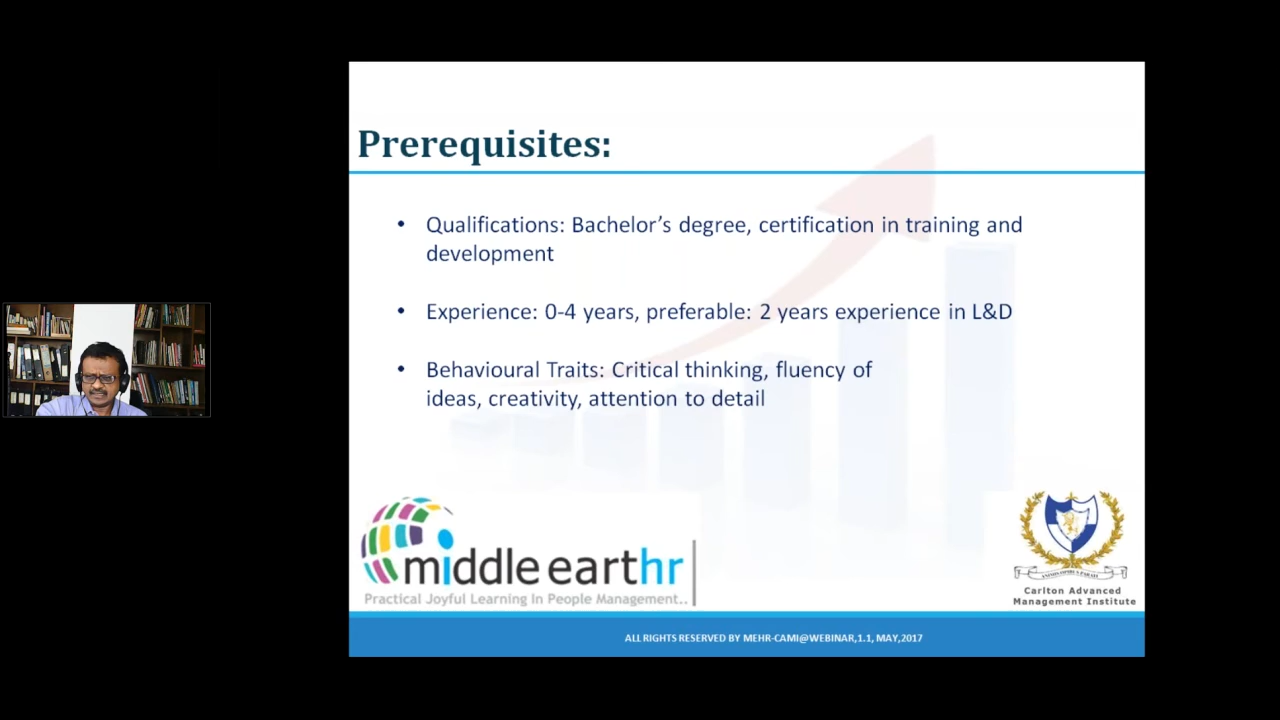 Prerequisites:
• Qualifications: Bachelor's degree, certification in training and
development
• Experience: 0-4 years, preferable: 2 years experience in L&D
• Behavioural Traits: Critical thinking, fluency of
ideas, creativity, attention to detail
middle earthr
Practical Joyful Learning In People Management..
Carlton Advanced
Management Institute
ALL RIGHTS RESERVED BY MEHR-CAMI@WEBINAR,1.1, MAY,2017